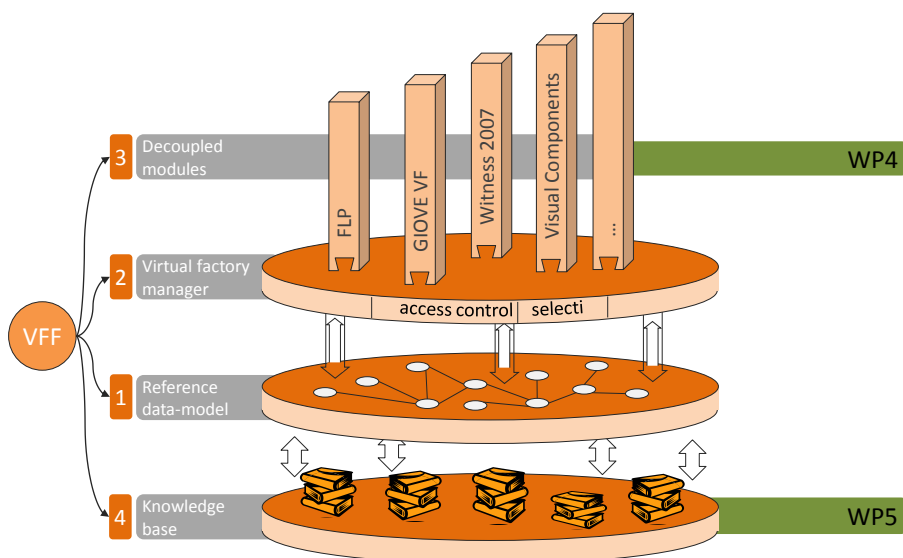 3
Decoupled
modules
WP4
FLP
GIOVE VF
Witness 2007
Visual Components
...
2
Virtual factory
manager
access control
selecti
VFF
1
Reference
data-model
4
Knowledge
base
WP5